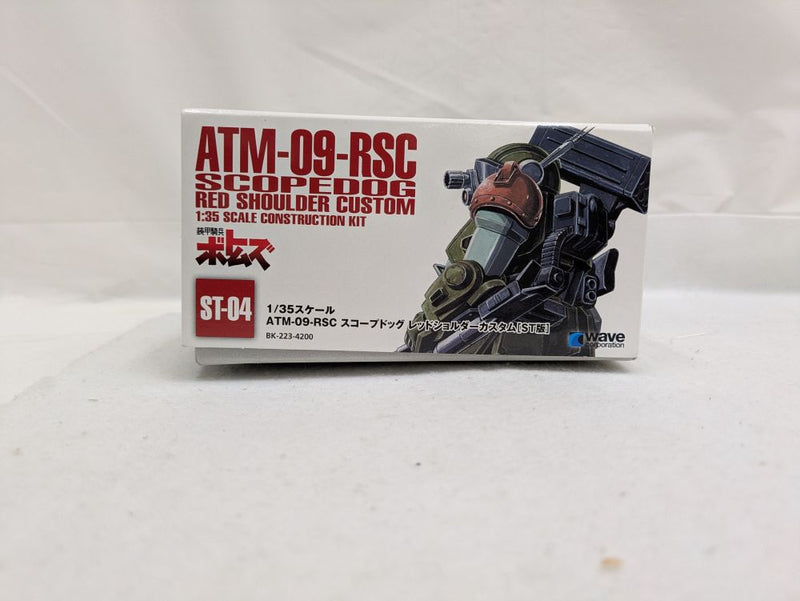 ATM-09-RSC
SCOPEDOG
RED SHOULDER CUSTOM
1:35 SCALE CONSTRUCTION KIT
装甲騎兵
ボトムズ
ST-04
1/35スケール
ATM-09-RSC スコープドッグ レッドショルダーカスタム[ST版]
BK-223-4200
wave
corporation